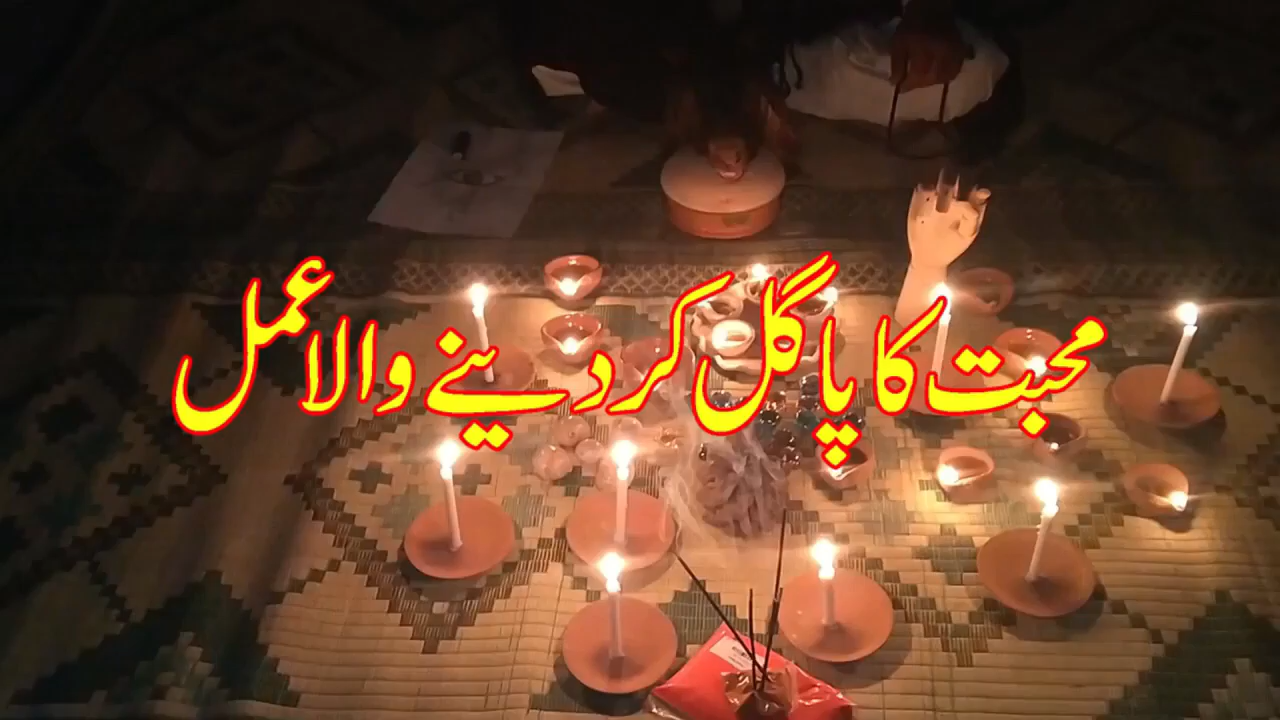 محبت کا پاگل کر دینے والا عمل